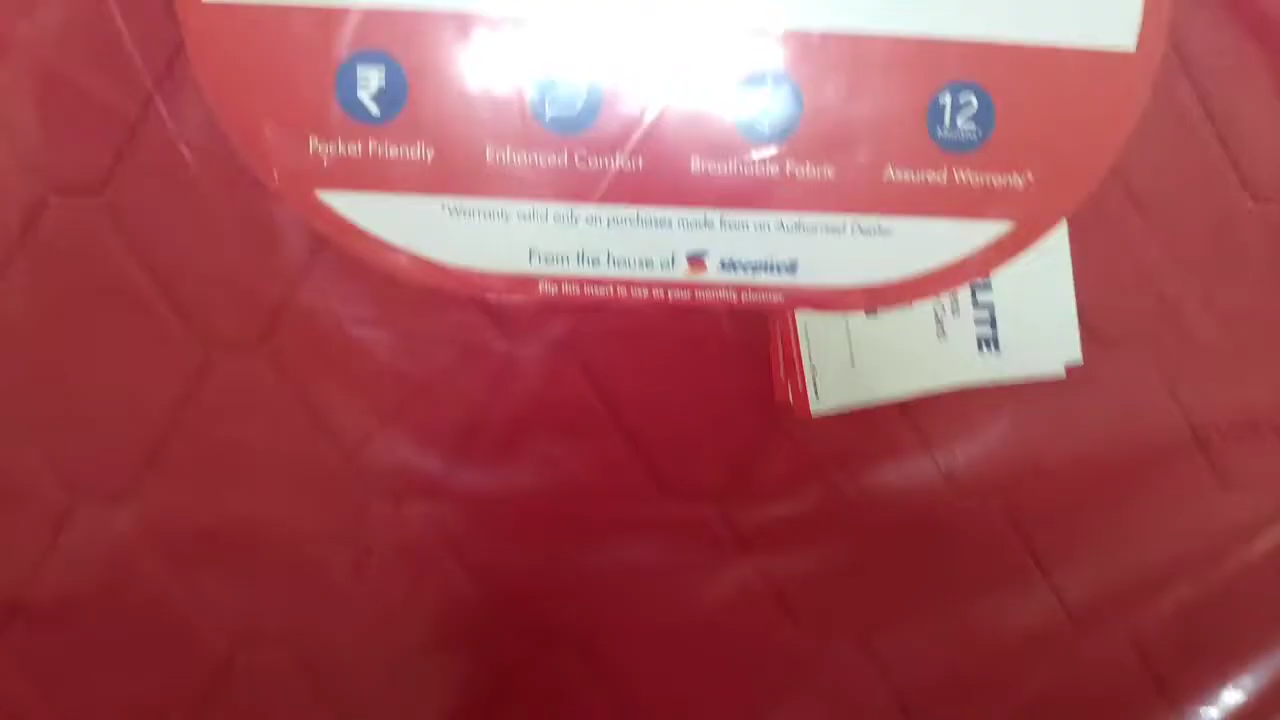 ₹
12
Pocket Friendly
Enhanced Comfort
Breathable Fabric
Assured Warranty*
*Warranty valid only on purchases made from an Authorised Dealer
From the house of sleepwell
Flip this insert to use as your monthly planner